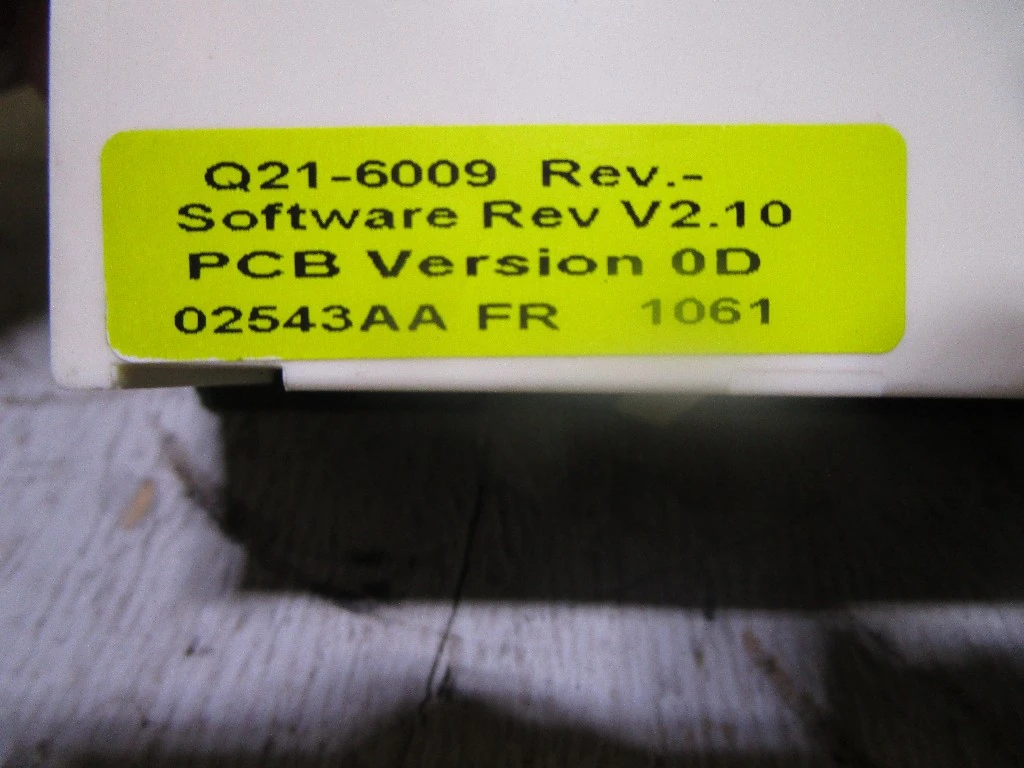 Q21-6009 Rev.-
Software Rev V2.10
PCB Version 0D
02543AA FR 1061